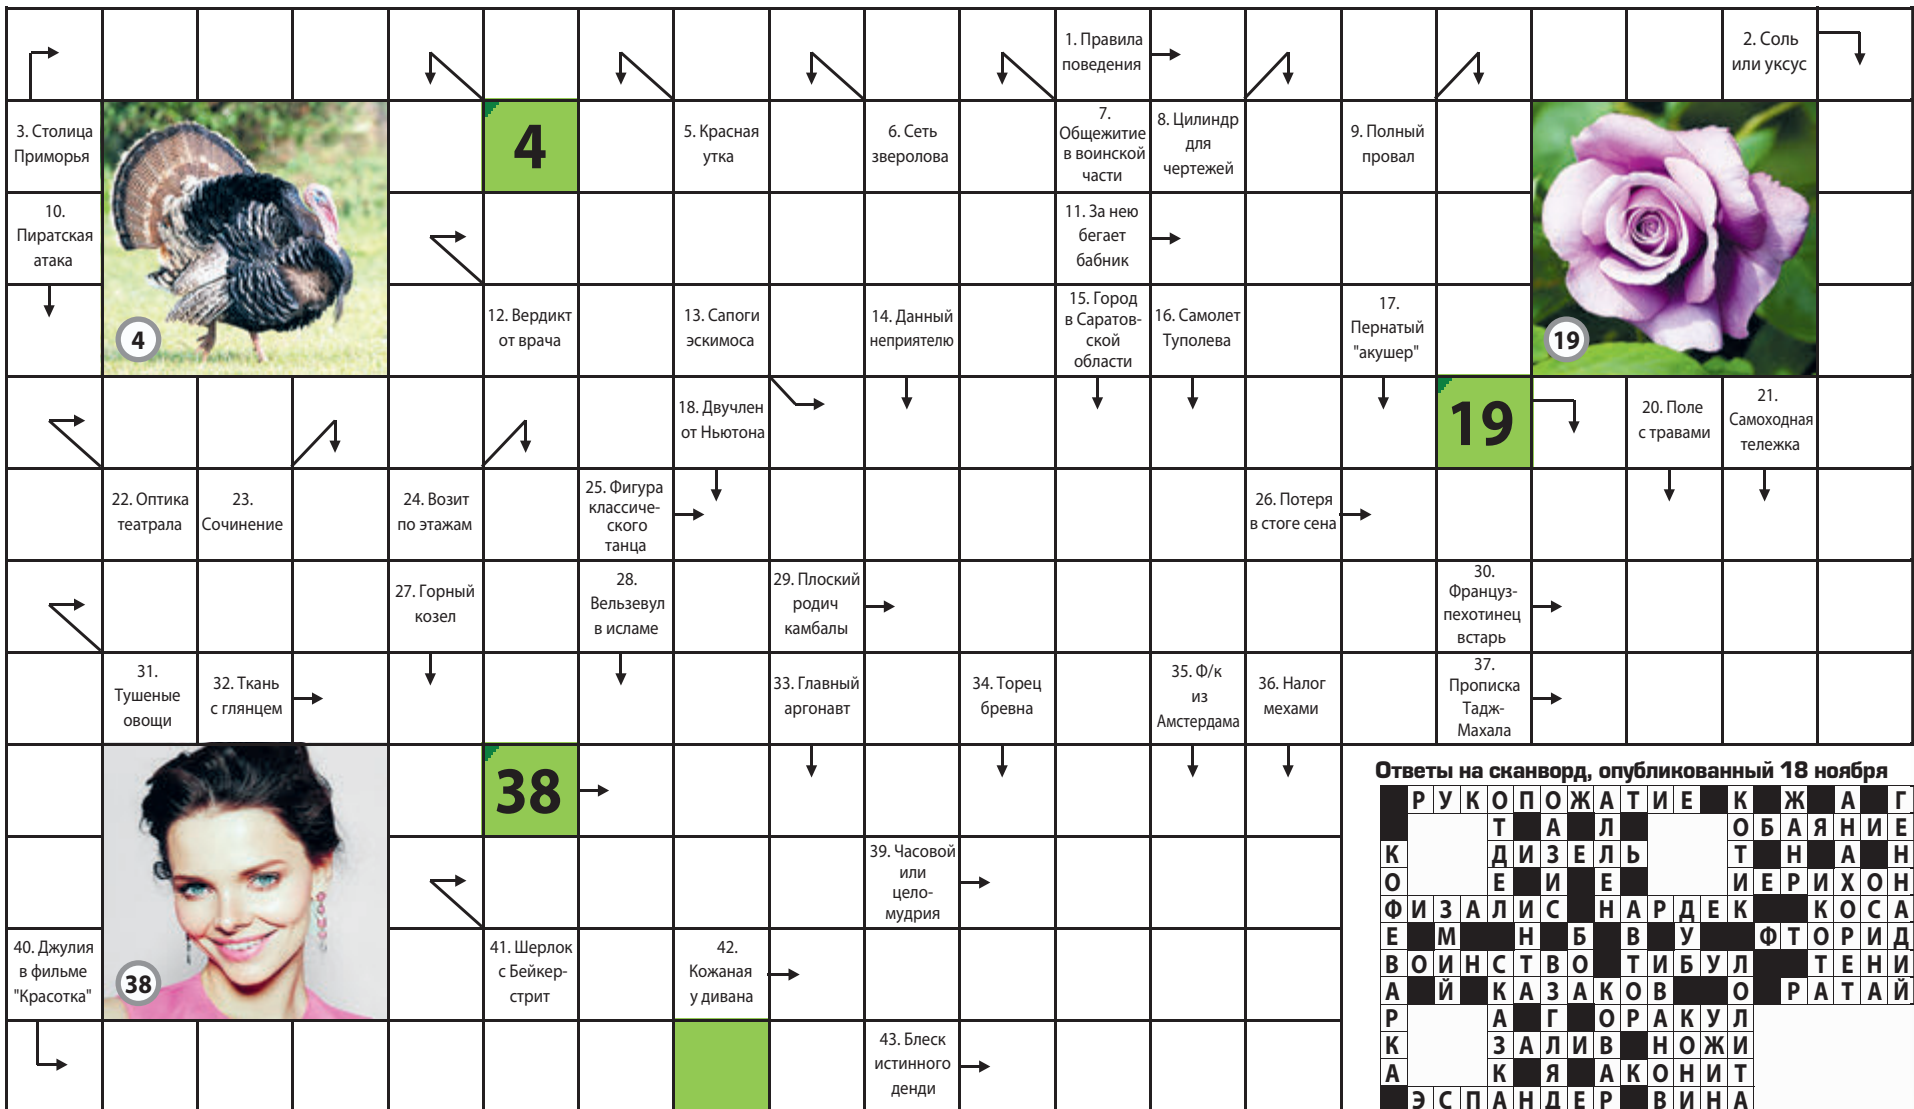 1. Правила
поведения
2. Соль
или уксус
3. Столица
Приморья
4
5. Красная
утка
6. Сеть
зверолова
7.
Общежитие
в воинской
части
8. Цилиндр
для
чертежей
9. Полный
провал
10.
Пиратская
атака
11. За нею
бегает
бабник
4
12. Вердикт
от врача
13. Сапоги
эскимоса
14. Данный
неприятелю
15. Город
в Саратов-
ской
области
16. Самолет
Туполева
17.
Пернатый
"акушер"
19
18. Двучлен
от Ньютона
19
20. Поле
с травами
21.
Самоходная
тележка
22. Оптика
театрала
23.
Сочинение
24. Возит
по этажам
25. Фигура
классиче-
ского
танца
26. Потеря
в стоге сена
27. Горный
козел
28.
Вельзевул
в исламе
29. Плоский
родич
камбалы
30.
Француз-
пехотинец
встарь
31.
Тушеные
овощи
32. Ткань
с глянцем
33. Главный
аргонавт
34. Торец
бревна
35. Ф/к
из
Амстердама
36. Налог
мехами
37.
Прописка
Тадж-
Махала
38
39. Часовой
или
цело-
мудрия
40. Джулия
в фильме
"Красотка"
38
41. Шерлок
с Бейкер-
стрит
42.
Кожаная
у дивана
43. Блеск
истинного
денди
Ответы на сканворд, опубликованный 18 ноября
РУКОПОЖАТИЕ К Ж А Г
Т А Л ОБАЯНИЕ
К ДИЗЕЛЬ Т Н А Н
О Е И Е ИЕРИХОН
ФИЗАЛИС НАРДЕК КОСА
Е М Н Б В У ФТОРИД
ВОИНСТВО ТИБУЛ ТЕНИ
А Й КАЗАКОВ О РАТАЙ
Р А Г ОРАКУЛ
К ЗАЛИВ НОЖИ
А К Я АКОНИТ
ЭСПАНДЕР ВИНА